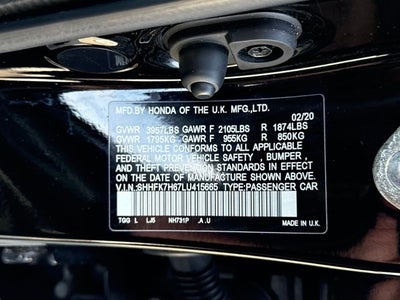 MFD.BY HONDA OF THE U.K. MFG.,LTD.
02/20
GVWR 3957LBS GAWR F 2105LBS R 1874LBS
GVWR 1795KG GAWR F 955KG R 850KG
THIS VEHICLE CONFORMS TO ALL APPLICABLE
FEDERAL MOTOR VEHICLE SAFETY , BUMPER ,
AND THEFT PREVENTION STANDARDS IN EFFECT
ON THE DATE OF MANUFACTURE SHOWN ABOVE.
V.I.N.:SHHFK7H67LU415665 TYPE:PASSENGER CAR
TGG L LJ5 NH731P .A .U MADE IN U.K.